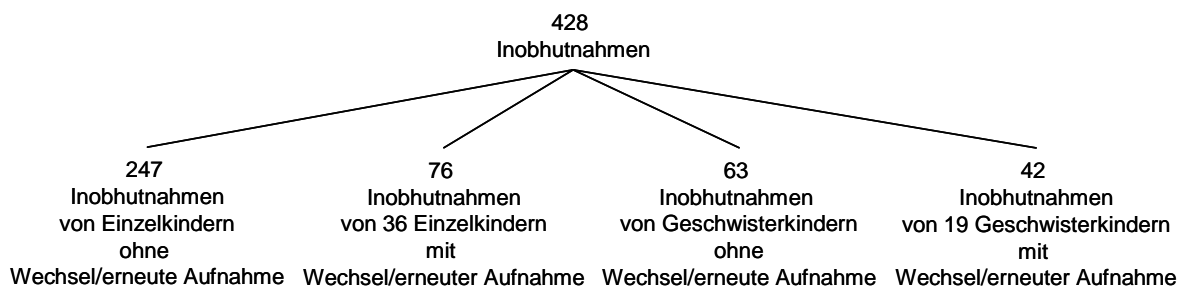 428
Inobhutnahmen
247
Inobhutnahmen
von Einzelkindern
ohne
Wechsel/erneute Aufnahme
76
Inobhutnahmen
von 36 Einzelkindern
mit
Wechsel/erneuter Aufnahme
63
Inobhutnahmen
von Geschwisterkindern
ohne
Wechsel/erneute Aufnahme
42
Inobhutnahmen
von 19 Geschwisterkindern
mit
Wechsel/erneuter Aufnahme